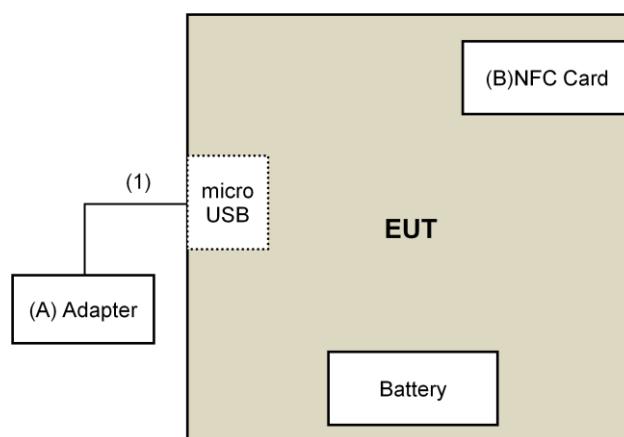 (B)NFC Card
(1)
micro
USB
EUT
(A) Adapter
Battery